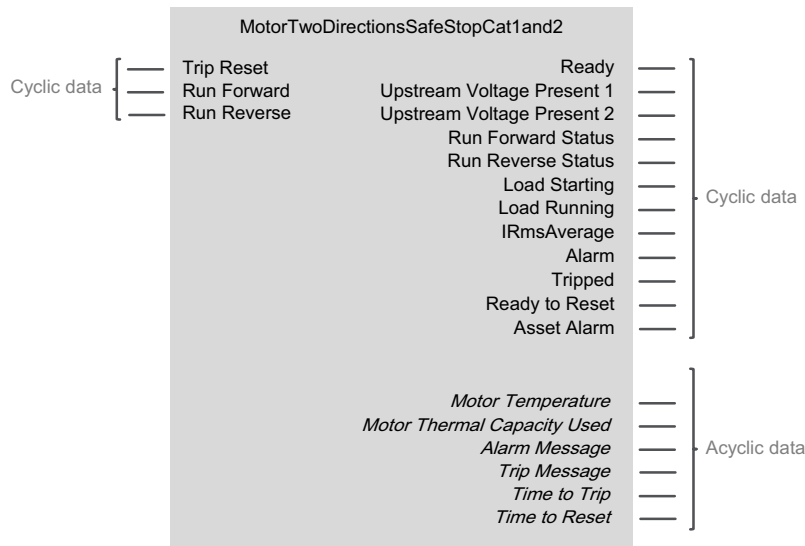 MotorTwoDirectionsSafeStopCat1and2
Cyclic data
Trip Reset
Run Forward
Run Reverse
Ready
Upstream Voltage Present 1
Upstream Voltage Present 2
Run Forward Status
Run Reverse Status
Load Starting
Load Running
IRmsAverage
Alarm
Tripped
Ready to Reset
Asset Alarm
Cyclic data
Motor Temperature
Motor Thermal Capacity Used
Alarm Message
Trip Message
Time to Trip
Time to Reset
Acyclic data